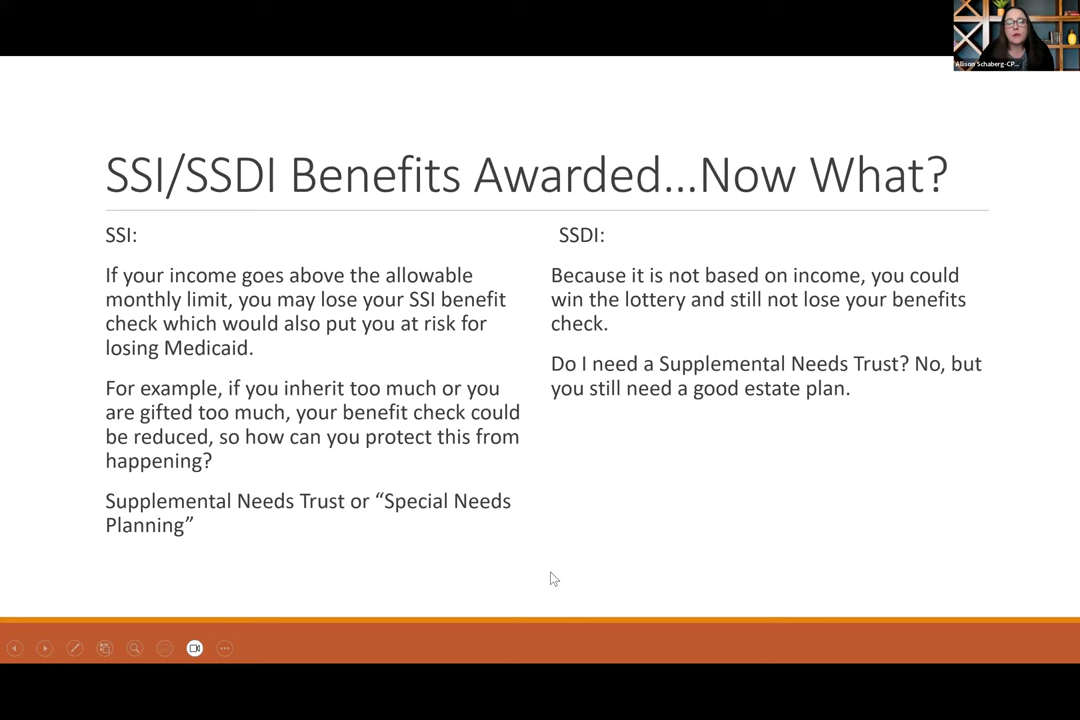 Allison Schaberg-CP...
SSI/SSDI Benefits Awarded...Now What?
SSI:
If your income goes above the allowable
monthly limit, you may lose your SSI benefit
check which would also put you at risk for
losing Medicaid.
For example, if you inherit too much or you
are gifted too much, your benefit check could
be reduced, so how can you protect this from
happening?
Supplemental Needs Trust or “Special Needs
Planning”
SSDI:
Because it is not based on income, you could
win the lottery and still not lose your benefits
check.
Do I need a Supplemental Needs Trust? No, but
you still need a good estate plan.